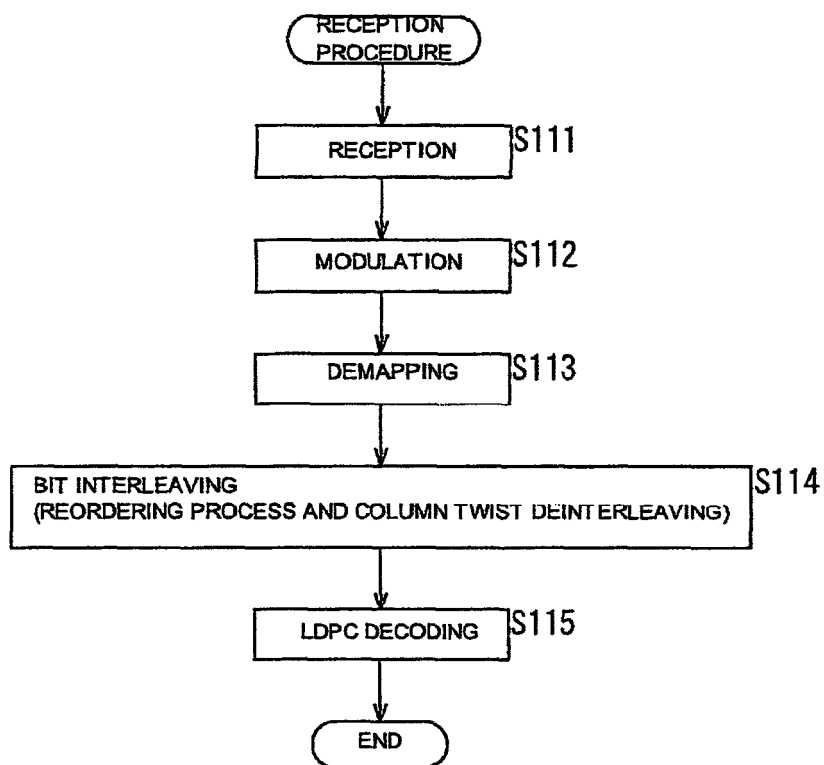 RECEPTION
PROCEDURE
RECEPTION
S111
MODULATION
S112
DEMAPPING
S113
BIT INTERLEAVING
(REORDERING PROCESS AND COLUMN TWIST DEINTERLEAVING)
S114
LDPC DECODING
S115
END